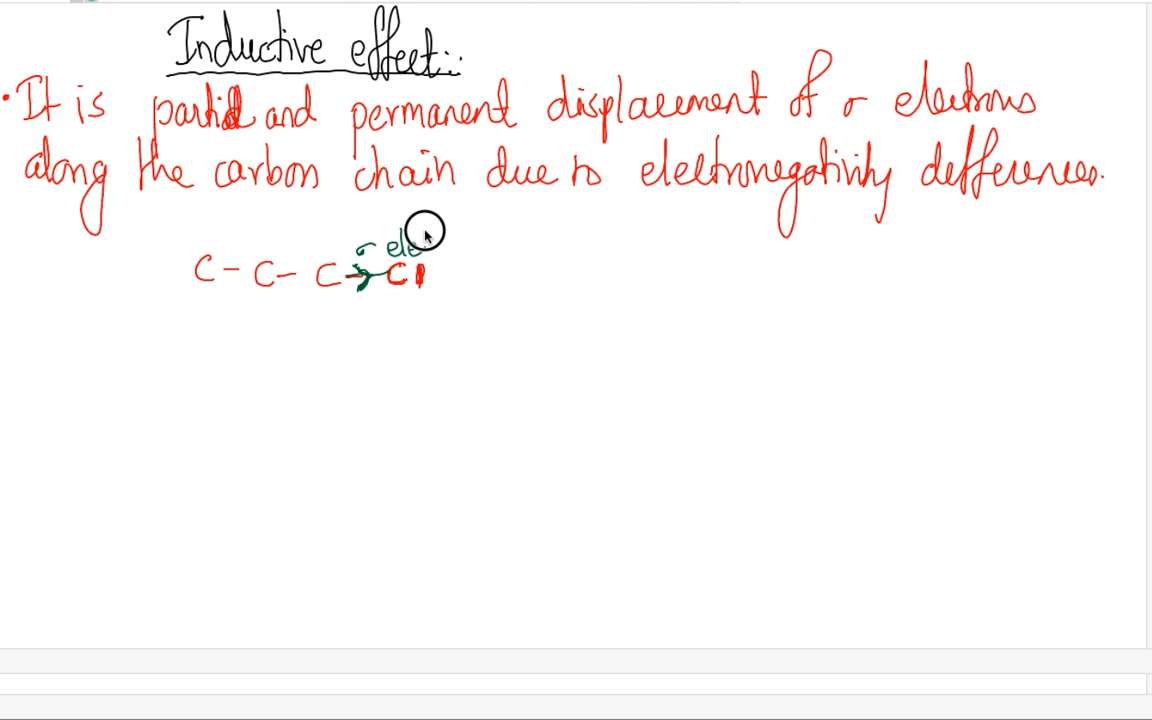 Inductive effect:
• It is partial and permanent displacement of σ electrons
along the carbon chain due to electronegativity defferences.
σ ele
C - C - C → Cl